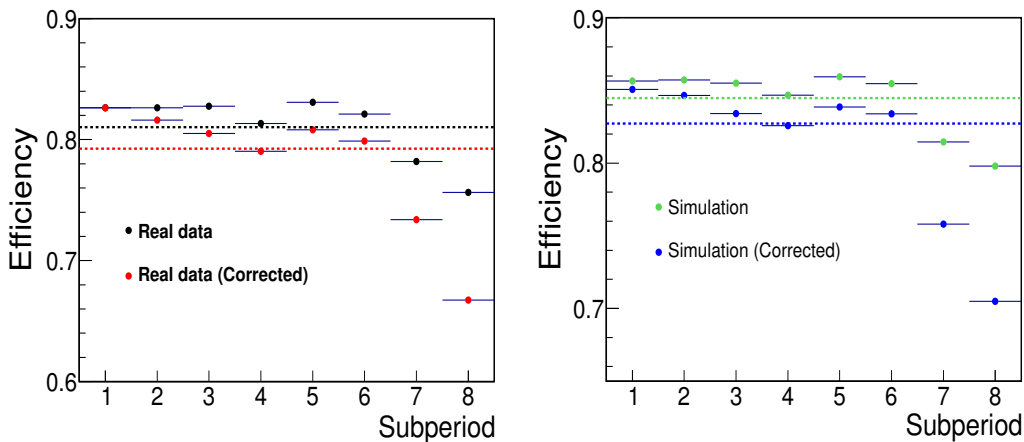 0.9
0.8
0.7
0.6
Efficiency
Real data
Real data (Corrected)
1 2 3 4 5 6 7 8
Subperiod
0.9
0.8
0.7
Efficiency
Simulation
Simulation (Corrected)
1 2 3 4 5 6 7 8
Subperiod